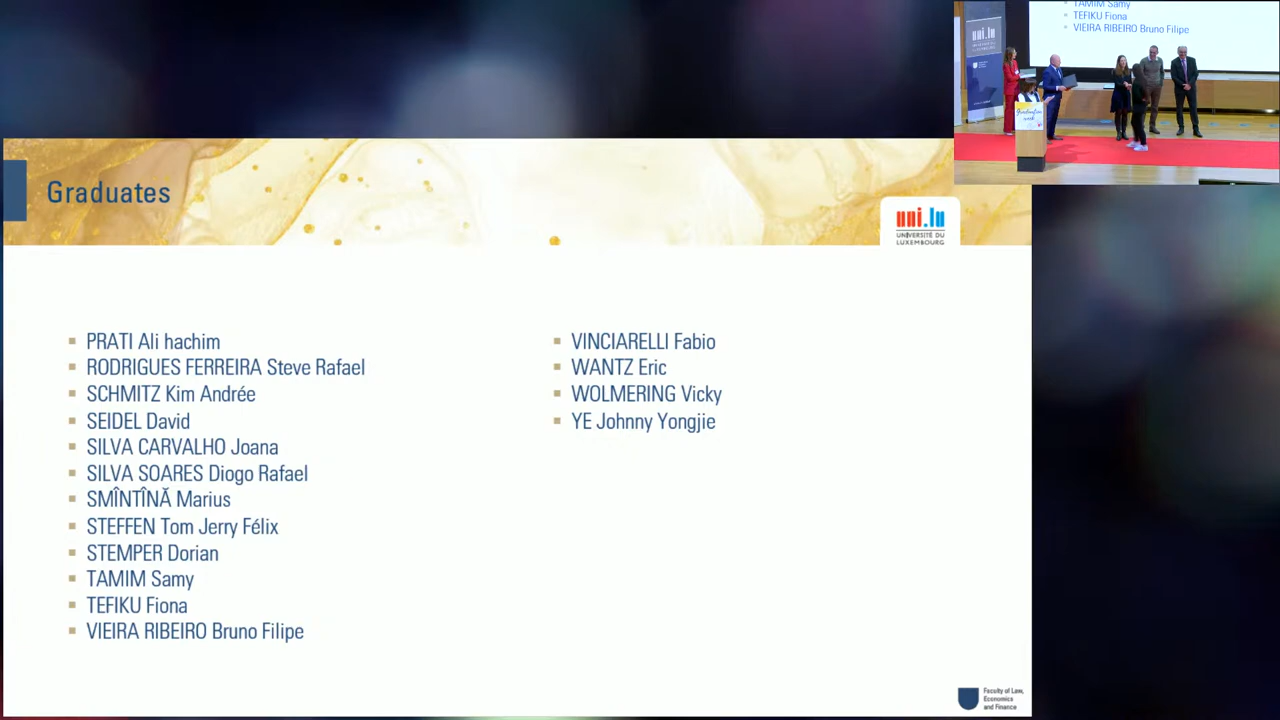 TAMIM Samy
TEFIKU Fiona
VIEIRA RIBEIRO Bruno Filipe
uni.lu
Graduates
uni.lu
UNIVERSITÉ DU
LUXEMBOURG
PRATI Ali hachim
RODRIGUES FERREIRA Steve Rafael
SCHMITZ Kim Andrée
SEIDEL David
SILVA CARVALHO Joana
SILVA SOARES Diogo Rafael
SMÎNTÎNĂ Marius
STEFFEN Tom Jerry Félix
STEMPER Dorian
TAMIM Samy
TEFIKU Fiona
VIEIRA RIBEIRO Bruno Filipe
VINCIARELLI Fabio
WANTZ Eric
WOLMERING Vicky
YE Johnny Yongjie
Faculty of Law,
Economics
and Finance